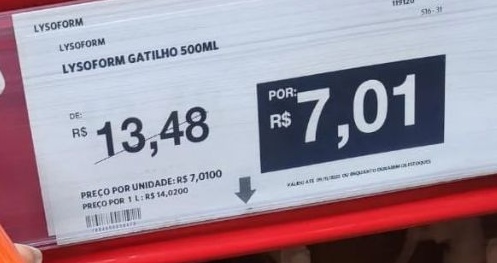 LYSOFORM
LYSOFORM
LYSOFORM GATILHO 500ML
DE:
R$ 13,48
POR:
R$ 7,01
PREÇO POR UNIDADE: R$ 7,0100
PREÇO POR 1 L: R$ 14,0200